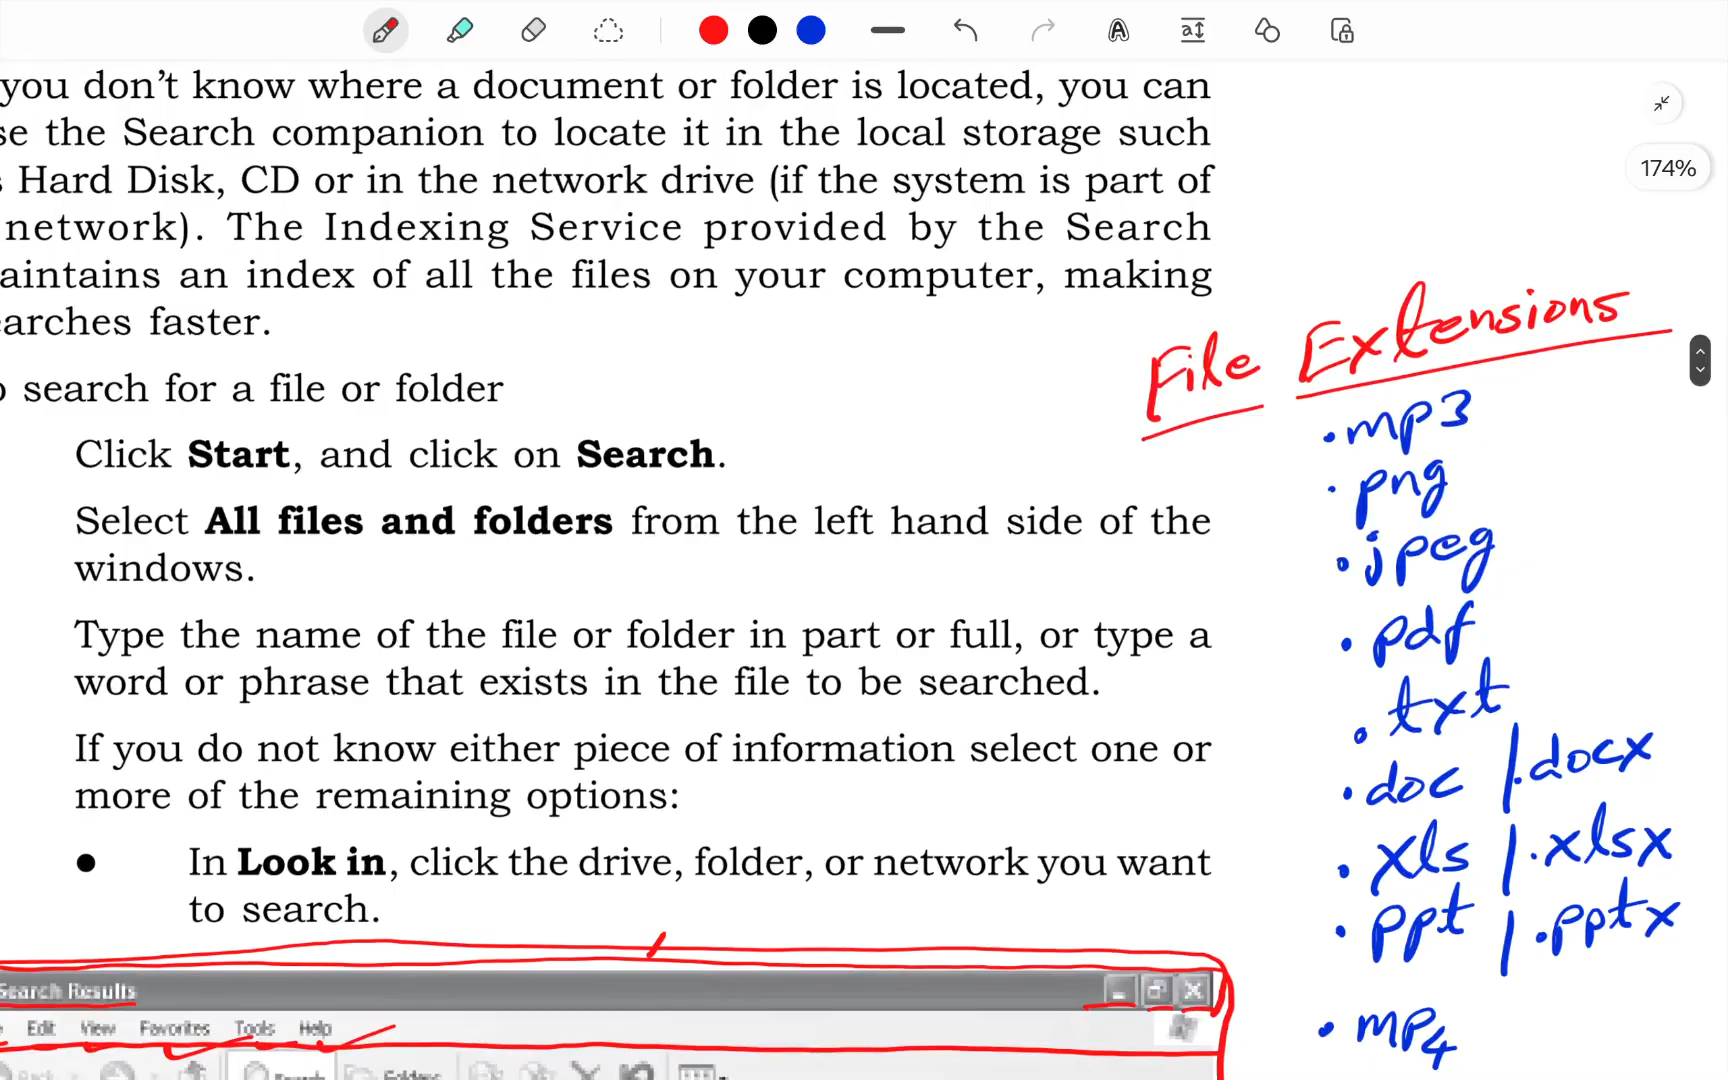 174%
you don't know where a document or folder is located, you can
se the Search companion to locate it in the local storage such
s Hard Disk, CD or in the network drive (if the system is part of
network). The Indexing Service provided by the Search
aintains an index of all the files on your computer, making
earches faster.
o search for a file or folder
Click Start, and click on Search.
Select All files and folders from the left hand side of the
windows.
Type the name of the file or folder in part or full, or type a
word or phrase that exists in the file to be searched.
If you do not know either piece of information select one or
more of the remaining options:
● In Look in, click the drive, folder, or network you want
to search.
Search Results
Edit View Favorites Tools Help
Back Search Folders
File Extensions
.mp3
.png
.jpeg
.pdf
.txt
.doc |.docx
.xls |.xlsx
.ppt |.pptx
.mp4